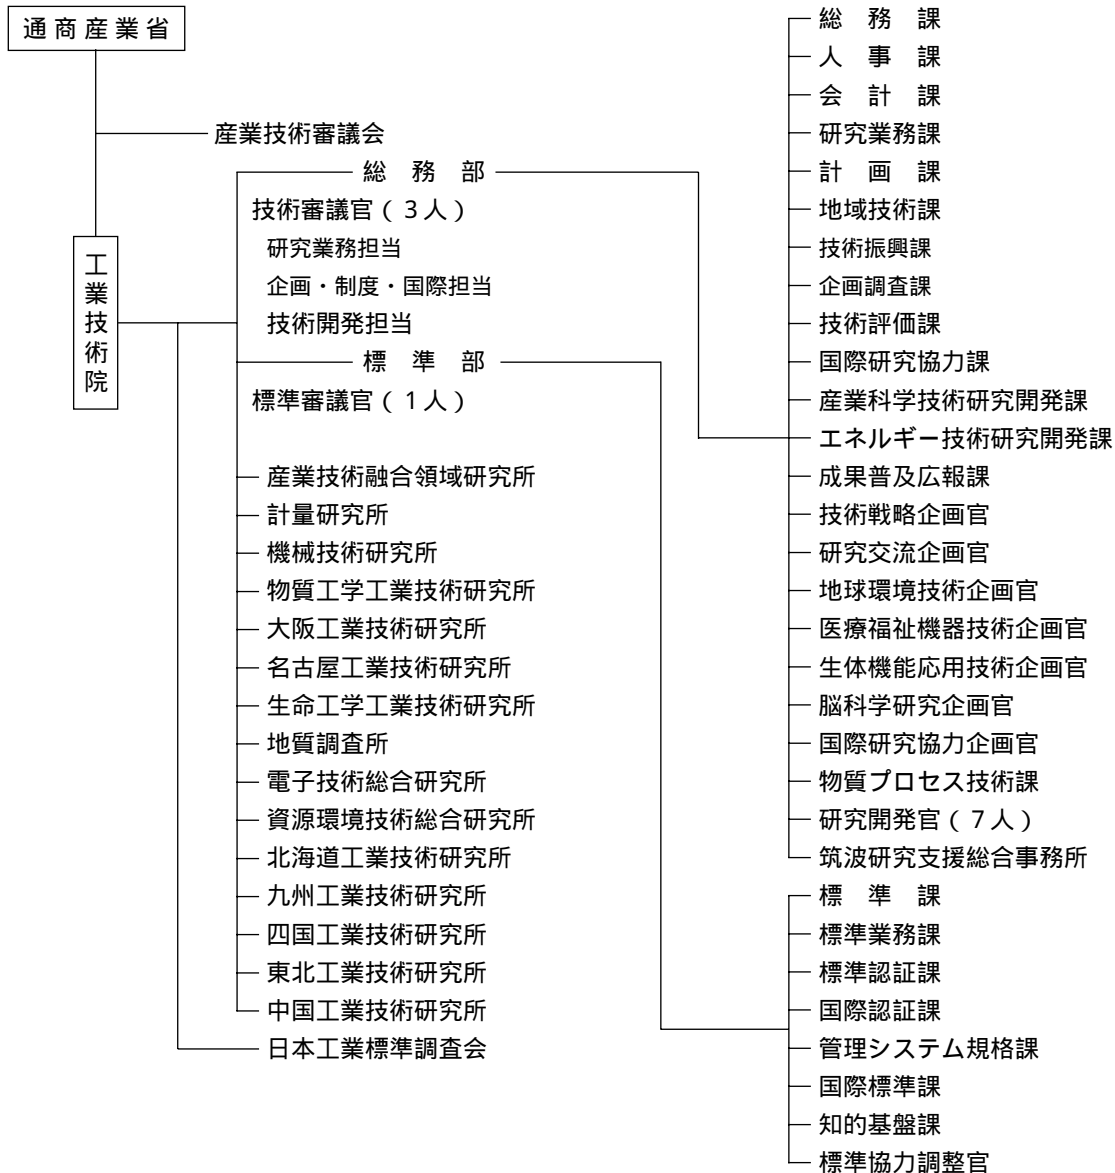 通商産業省
産業技術審議会
工業技術院
総務部
技術審議官(3人)
研究業務担当
企画・制度・国際担当
技術開発担当
標準部
標準審議官(1人)
産業技術融合領域研究所
計量研究所
機械技術研究所
物質工学工業技術研究所
大阪工業技術研究所
名古屋工業技術研究所
生命工学工業技術研究所
地質調査所
電子技術総合研究所
資源環境技術総合研究所
北海道工業技術研究所
九州工業技術研究所
四国工業技術研究所
東北工業技術研究所
中国工業技術研究所
日本工業標準調査会
総務課
人事課
会計課
研究業務課
計画課
地域技術課
技術振興課
企画調査課
技術評価課
国際研究協力課
産業科学技術研究開発課
エネルギー技術研究開発課
成果普及広報課
技術戦略企画官
研究交流企画官
地球環境技術企画官
医療福祉機器技術企画官
生体機能応用技術企画官
脳科学研究企画官
国際研究協力企画官
物質プロセス技術課
研究開発官(7人)
筑波研究支援総合事務所
標準課
標準業務課
標準認証課
国際認証課
管理システム規格課
国際標準課
知的基盤課
標準協力調整官